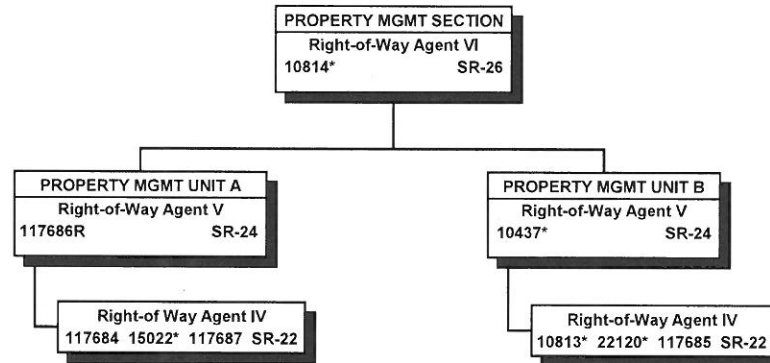 PROPERTY MGMT SECTION
Right-of-Way Agent VI
10814* SR-26
PROPERTY MGMT UNIT A
Right-of-Way Agent V
117686R SR-24
Right-of Way Agent IV
117684 15022* 117687 SR-22
PROPERTY MGMT UNIT B
Right-of-Way Agent V
10437* SR-24
Right-of-Way Agent IV
10813* 22120* 117685 SR-22